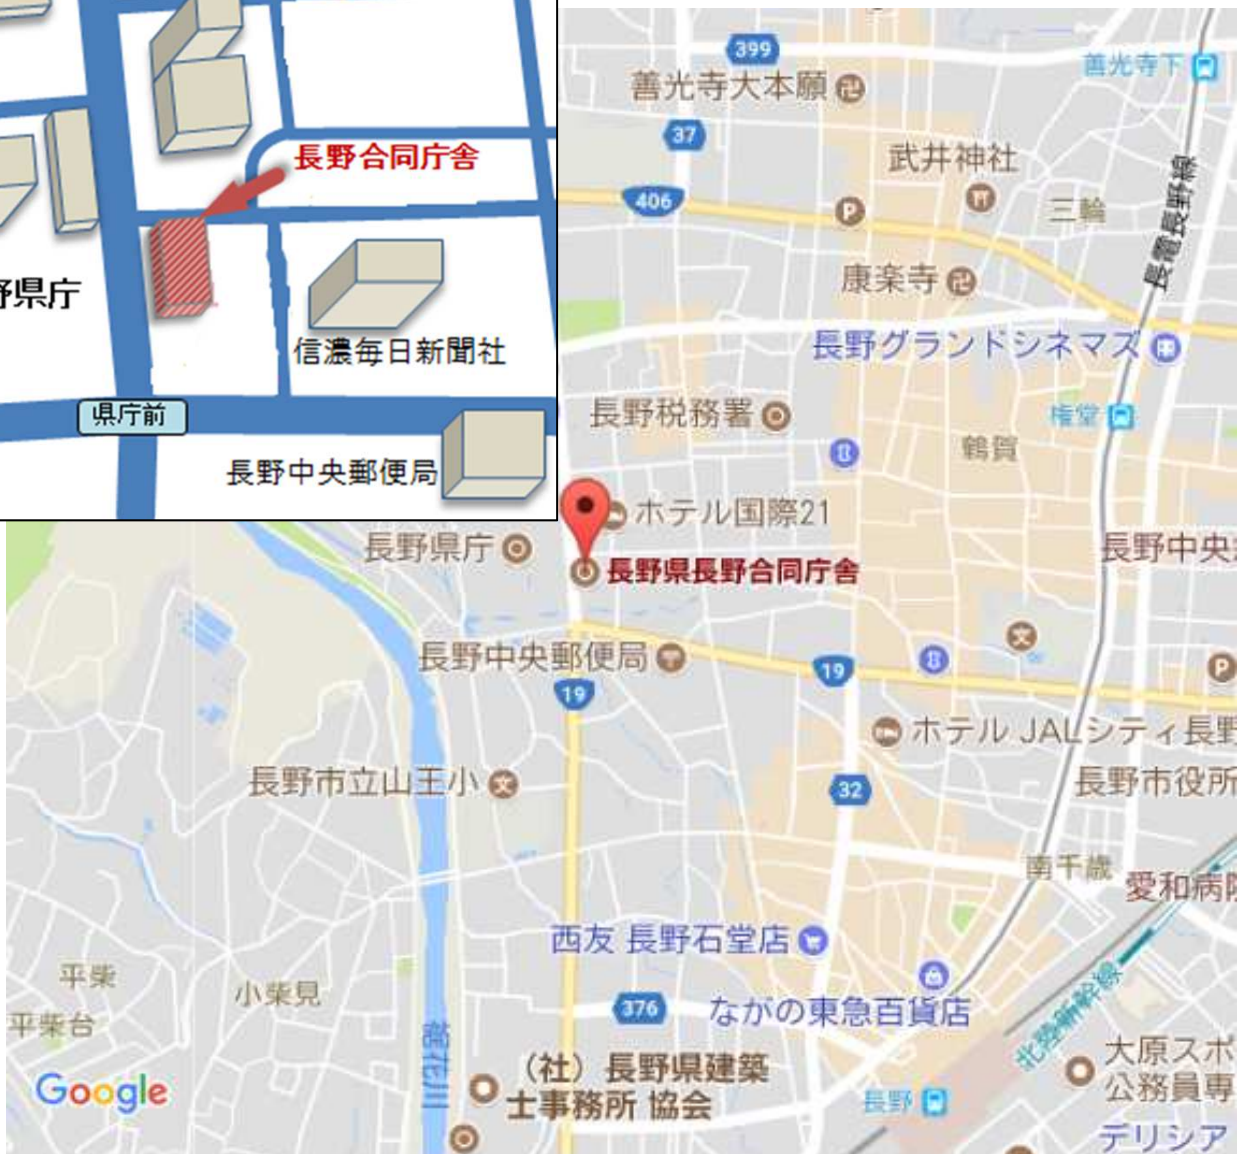 長野合同庁舎
野県庁
信濃毎日新聞社
県庁前
長野中央郵便局
399
善光寺大本願
善光寺下
37
武井神社
406
P
三輪
長電長野線
康楽寺
長野グランドシネマズ
長野税務署
権堂
鶴賀
ホテル国際21
長野県庁
長野県長野合同庁舎
長野中央
文
長野中央郵便局
19
19
P
ホテル JALシティ長野
長野市立山王小
文
32
長野市役所
南千歳
愛和病院
西友 長野石堂店
平柴
小柴見
376
ながの東急百貨店
北陸新幹線
平柴台
裾花川
(社)長野県建築
士事務所 協会
大原スポ
公務員専
Google
長野
デリシア